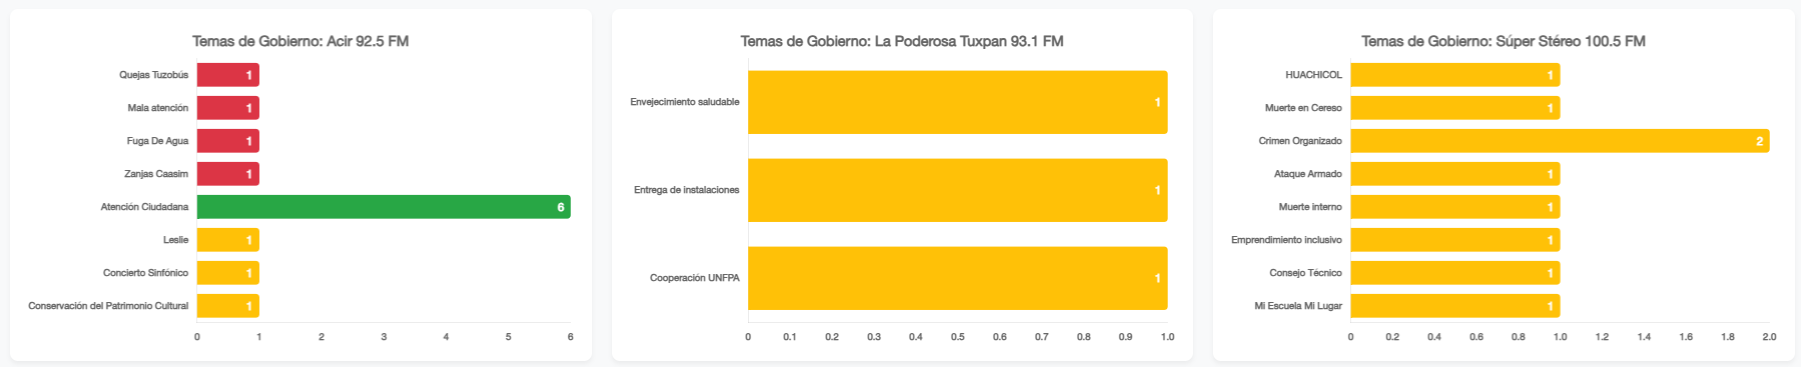 Temas de Gobierno: Acir 92.5 FM
Quejas Tuzobús 1
Mala atención 1
Fuga De Agua 1
Zanjas Caasim 1
Atención Ciudadana 6
Leslie 1
Concierto Sinfónico 1
Conservación del Patrimonio Cultural 1
0 1 2 3 4 5 6
Temas de Gobierno: La Poderosa Tuxpan 93.1 FM
Envejecimiento saludable 1
Entrega de instalaciones 1
Cooperación UNFPA 1
0 0.1 0.2 0.3 0.4 0.5 0.6 0.7 0.8 0.9 1.0
Temas de Gobierno: Súper Stéreo 100.5 FM
HUACHICOL 1
Muerte en Cereso 1
Crimen Organizado 2
Ataque Armado 1
Muerte interno 1
Emprendimiento inclusivo 1
Consejo Técnico 1
Mi Escuela Mi Lugar 1
0 0.2 0.4 0.6 0.8 1.0 1.2 1.4 1.6 1.8 2.0